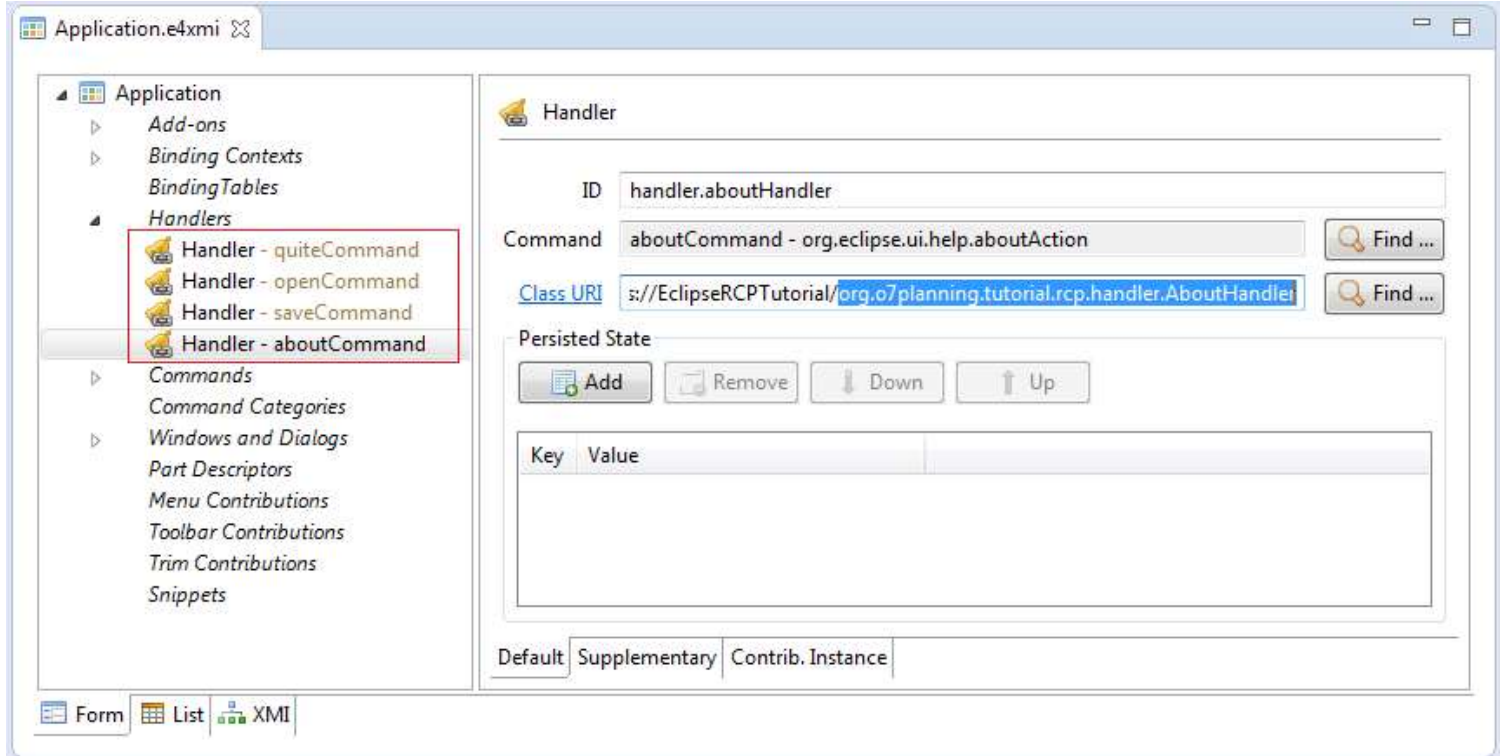 Application.e4xmi
Application
Add-ons
Binding Contexts
BindingTables
Handlers
Handler - quiteCommand
Handler - openCommand
Handler - saveCommand
Handler - aboutCommand
Commands
Command Categories
Windows and Dialogs
Part Descriptors
Menu Contributions
Toolbar Contributions
Trim Contributions
Snippets
Handler
ID handler.aboutHandler
Command aboutCommand - org.eclipse.ui.help.aboutAction Find ...
Class URI s://EclipseRCPTutorial/org.o7planning.tutorial.rcp.handler.AboutHandler Find ...
Persisted State
Add Remove Down Up
Key Value
Default Supplementary Contrib. Instance
Form List XMI